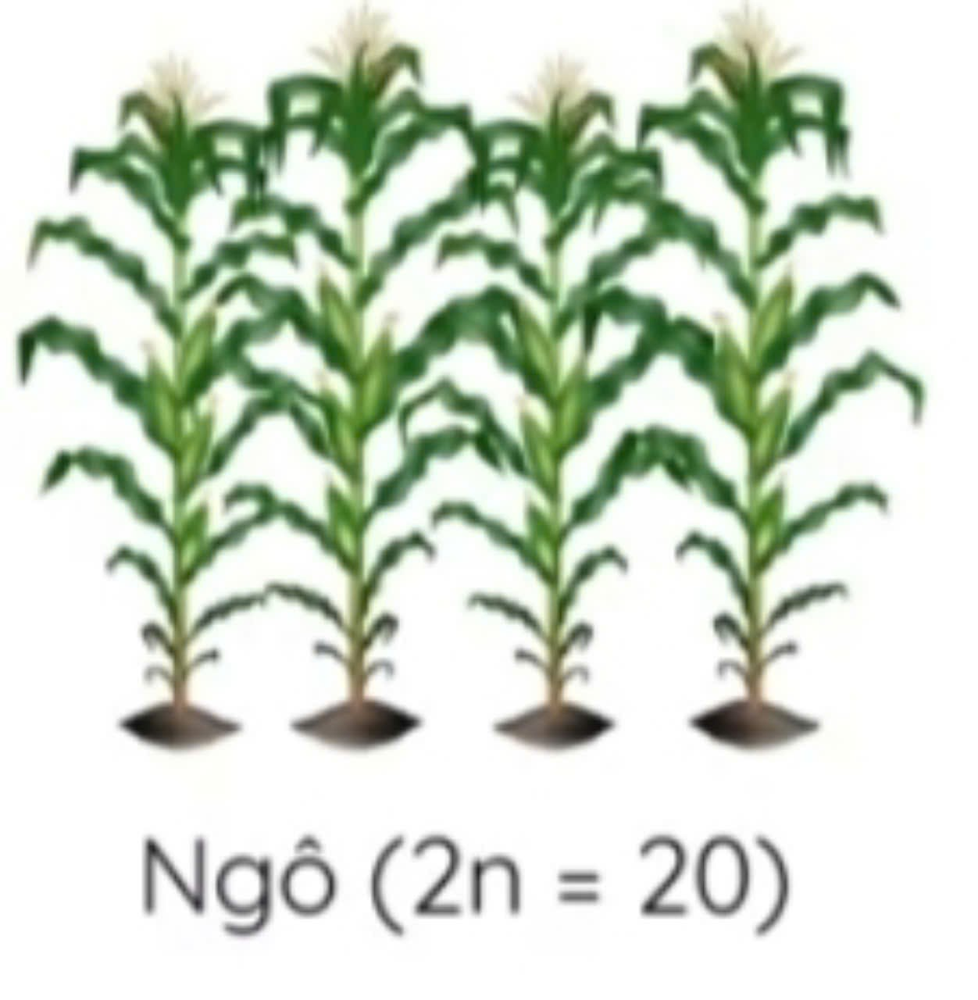 Ngô (2n = 20)